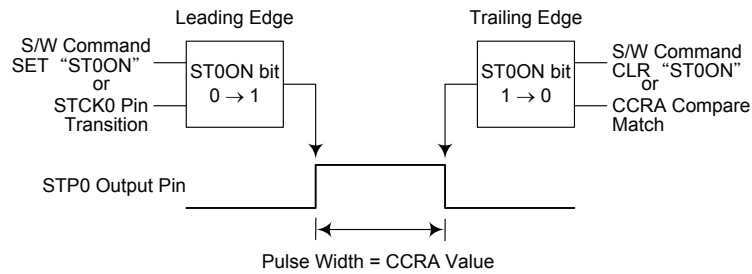 Leading Edge
Trailing Edge
S/W Command
SET “ST0ON”
or
STCK0 Pin
Transition
ST0ON bit
0 → 1
ST0ON bit
1 → 0
S/W Command
CLR “ST0ON”
or
CCRA Compare
Match
STP0 Output Pin
Pulse Width = CCRA Value